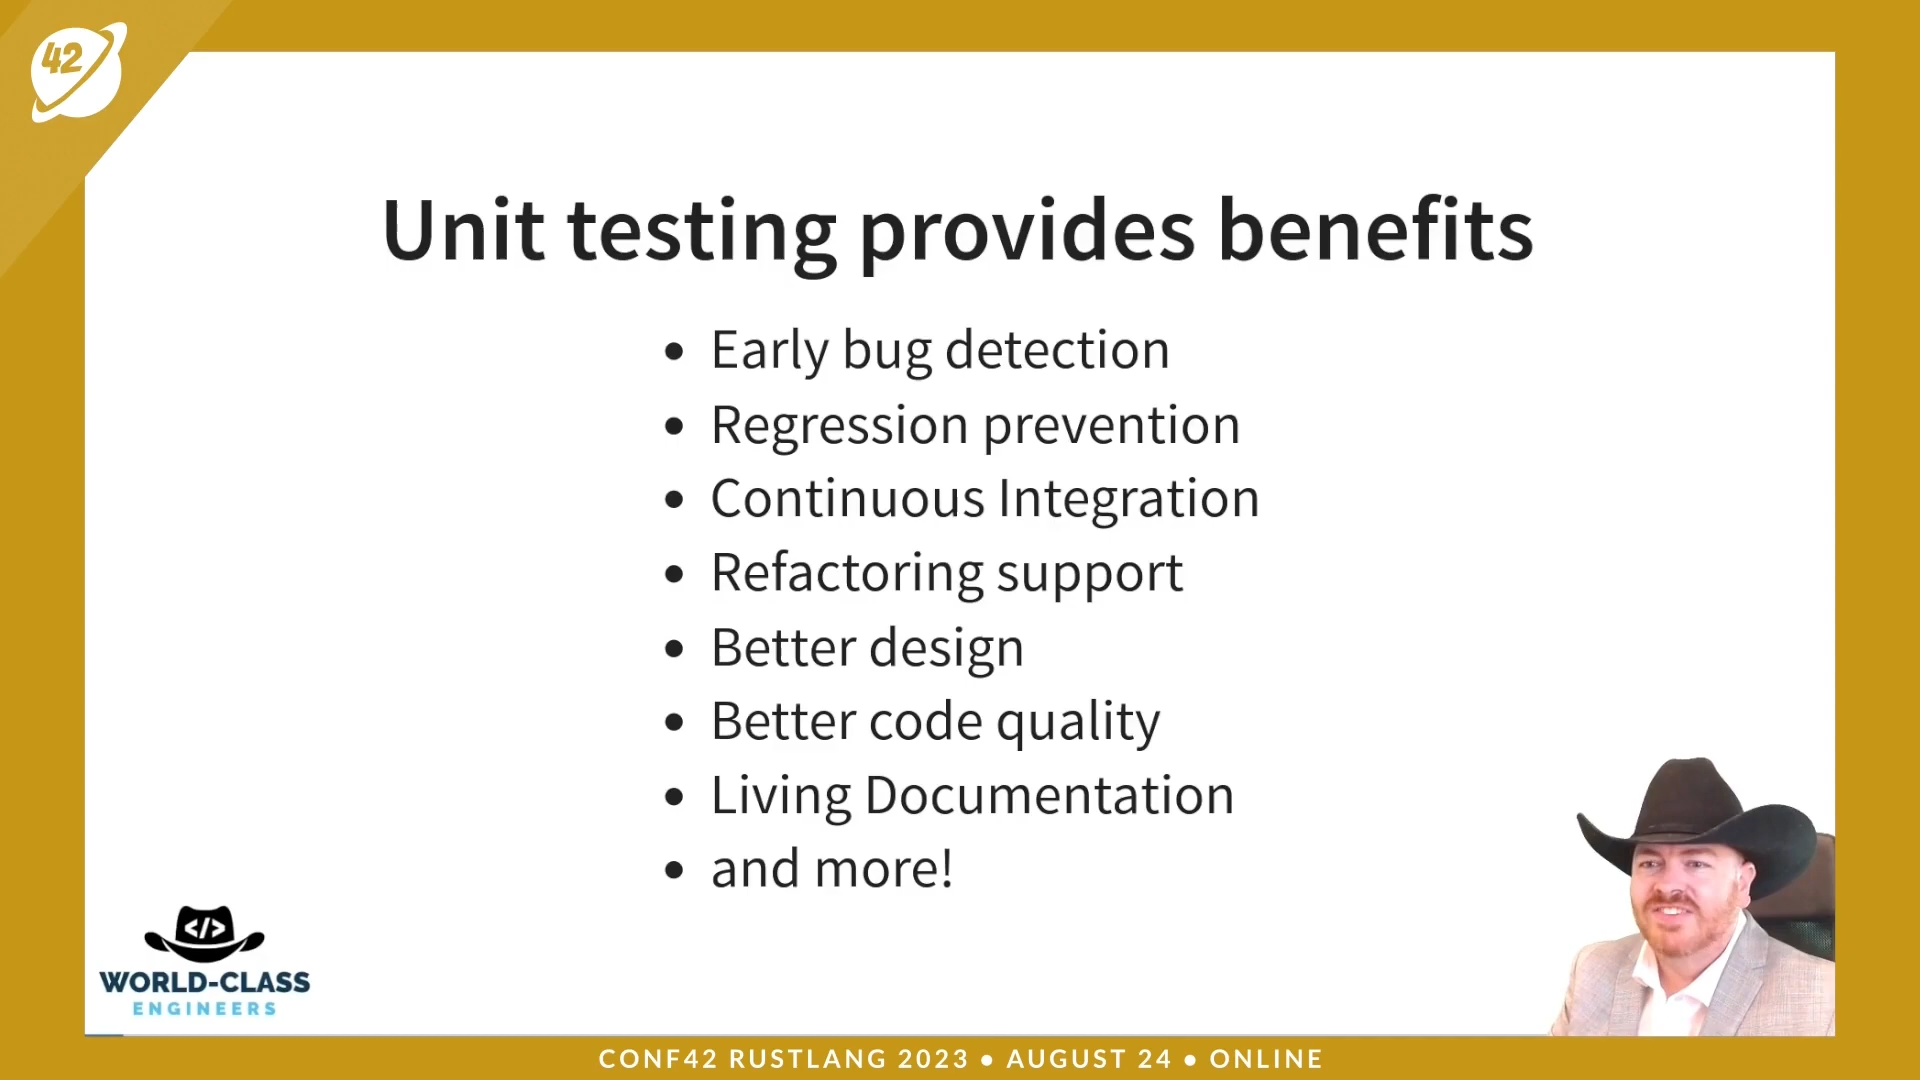 42
Unit testing provides benefits
• Early bug detection
• Regression prevention
• Continuous Integration
• Refactoring support
• Better design
• Better code quality
• Living Documentation
• and more!
</>
WORLD-CLASS
ENGINEERS
CONF42 RUSTLANG 2023 • AUGUST 24 • ONLINE